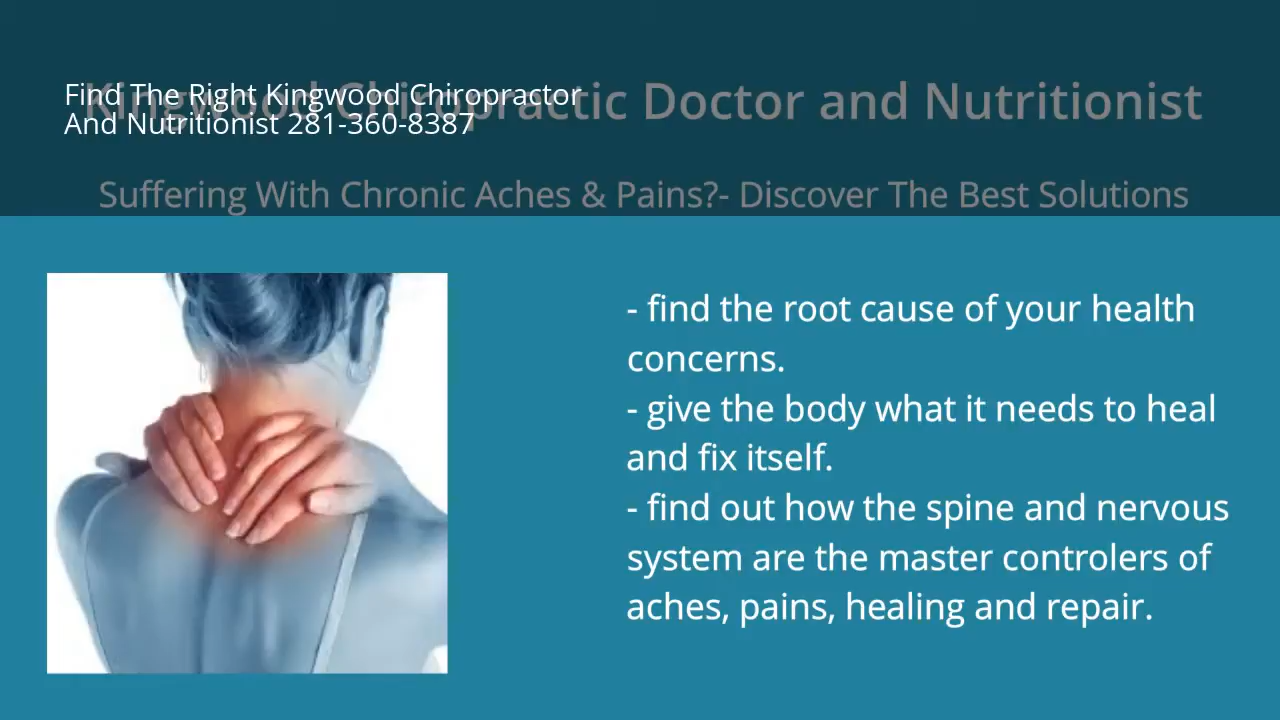 Find The Right Kingwood Chiropractor
And Nutritionist 281-360-8387
Kingwood Chiropractic Doctor and Nutritionist
Suffering With Chronic Aches & Pains?- Discover The Best Solutions
- find the root cause of your health
concerns.
- give the body what it needs to heal
and fix itself.
- find out how the spine and nervous
system are the master controlers of
aches, pains, healing and repair.